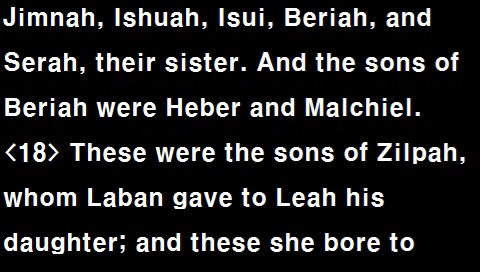 Jimnah, Ishuah, Isui, Beriah, and
Serah, their sister. And the sons of
Beriah were Heber and Malchiel.
<18> These were the sons of Zilpah,
whom Laban gave to Leah his
daughter; and these she bore to